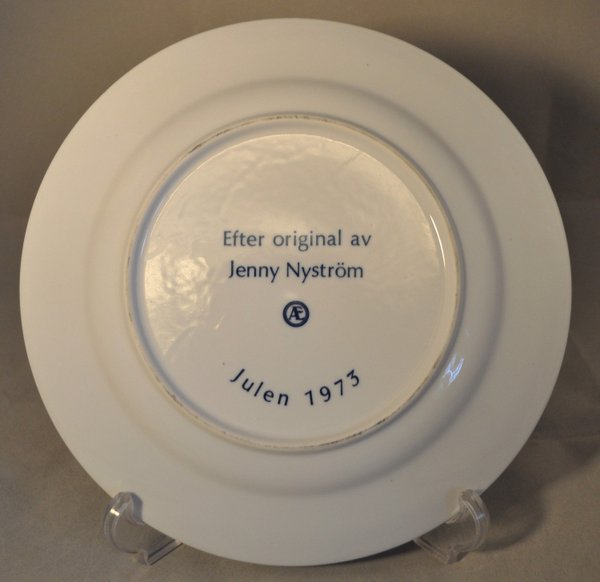 Efter original av
Jenny Nyström
Æ
Julen 1973